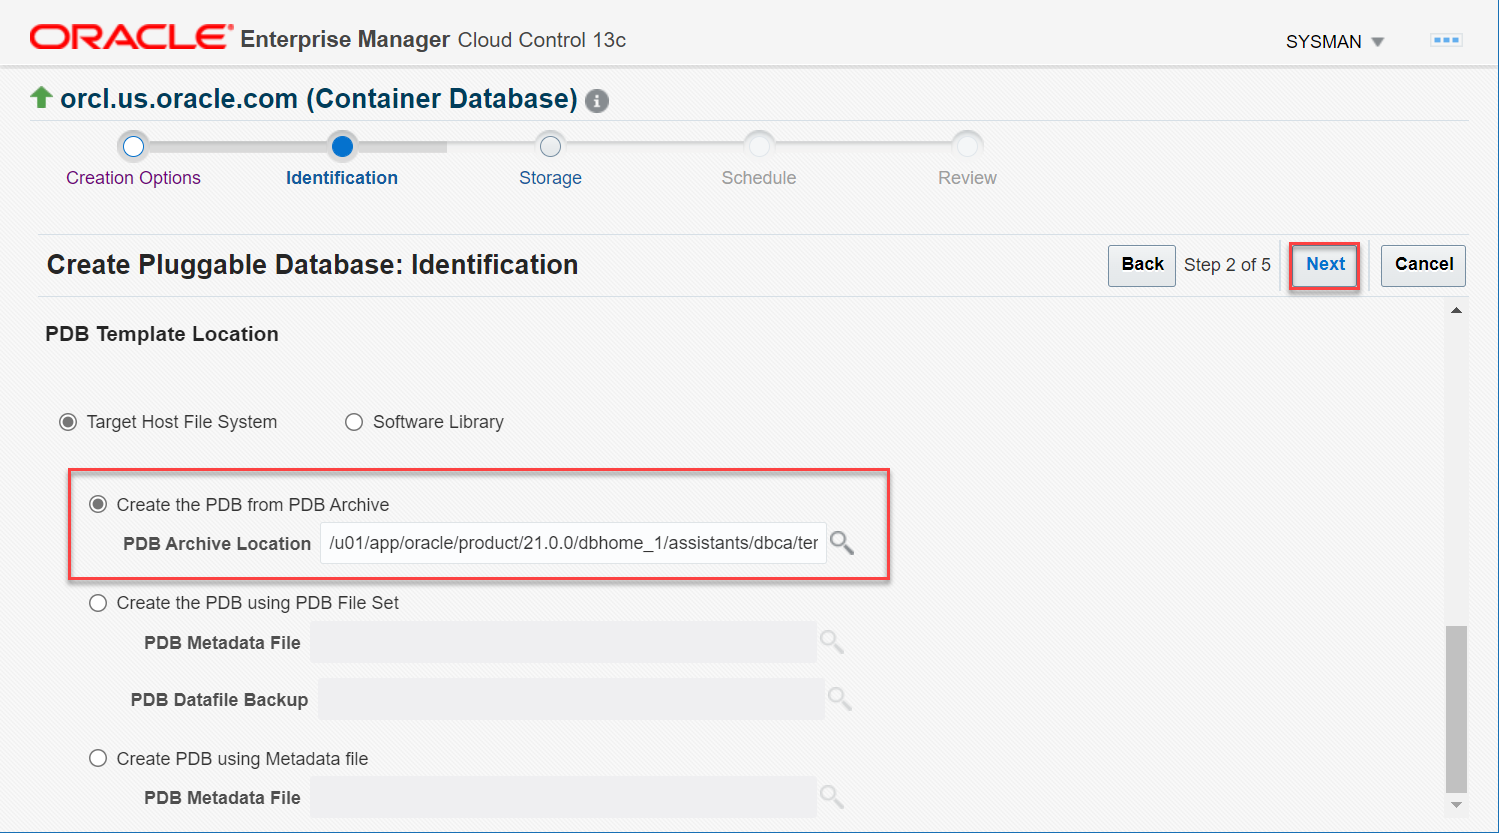 ORACLE Enterprise Manager Cloud Control 13c
SYSMAN
orcl.us.oracle.com (Container Database)
Creation Options Identification Storage Schedule Review
Create Pluggable Database: Identification
Back Step 2 of 5 Next Cancel
PDB Template Location
Target Host File System Software Library
Create the PDB from PDB Archive
PDB Archive Location /u01/app/oracle/product/21.0.0/dbhome_1/assistants/dbca/ter
Create the PDB using PDB File Set
PDB Metadata File
PDB Datafile Backup
Create PDB using Metadata file
PDB Metadata File